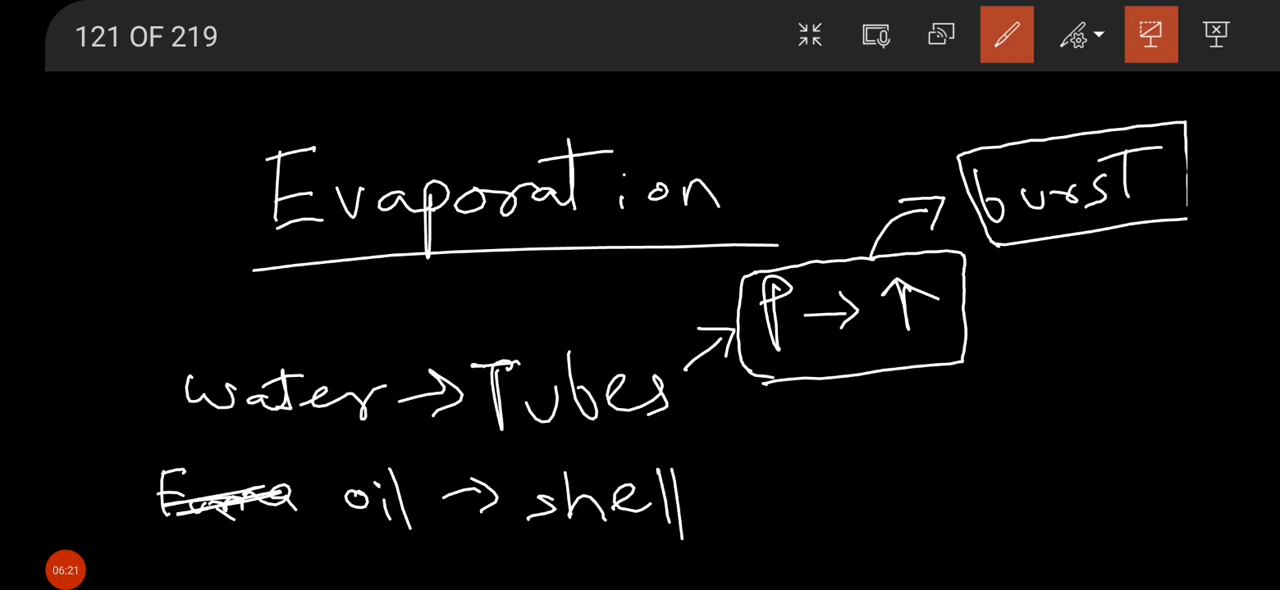 121 OF 219
Evaporation
burst
P → ↑
water → Tubes
oil → shell
06:21